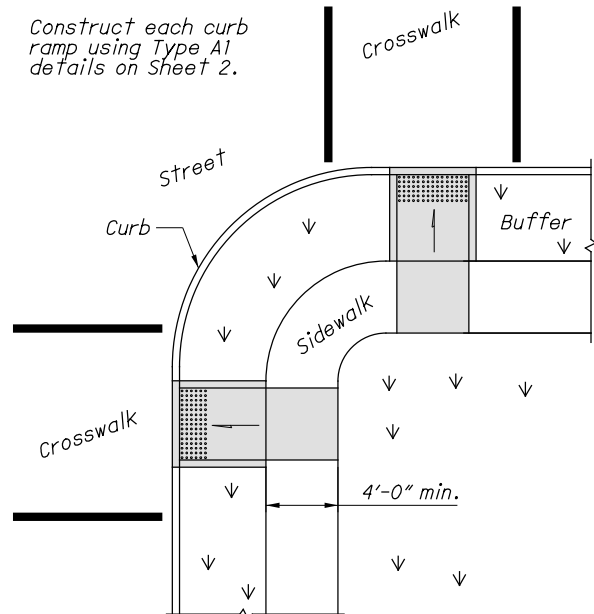 Construct each curb
ramp using Type A1
details on Sheet 2.
Crosswalk
Street
Curb
Buffer
Sidewalk
Crosswalk
4'-0" min.